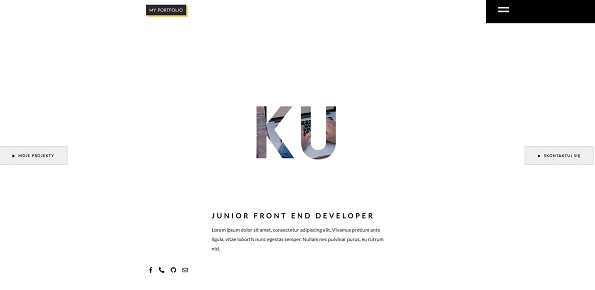 MY PORTFOLIO
KU
MOJE PROJEKTY
SKONTAKTUJ SIĘ
JUNIOR FRONT END DEVELOPER
Lorem ipsum dolor sit amet, consectetur adipiscing elit. Vivamus pretium ante
ligula, vitae lobortis nunc egestas semper. Nullam nec pulvinar purus, eu rutrum
nisl.